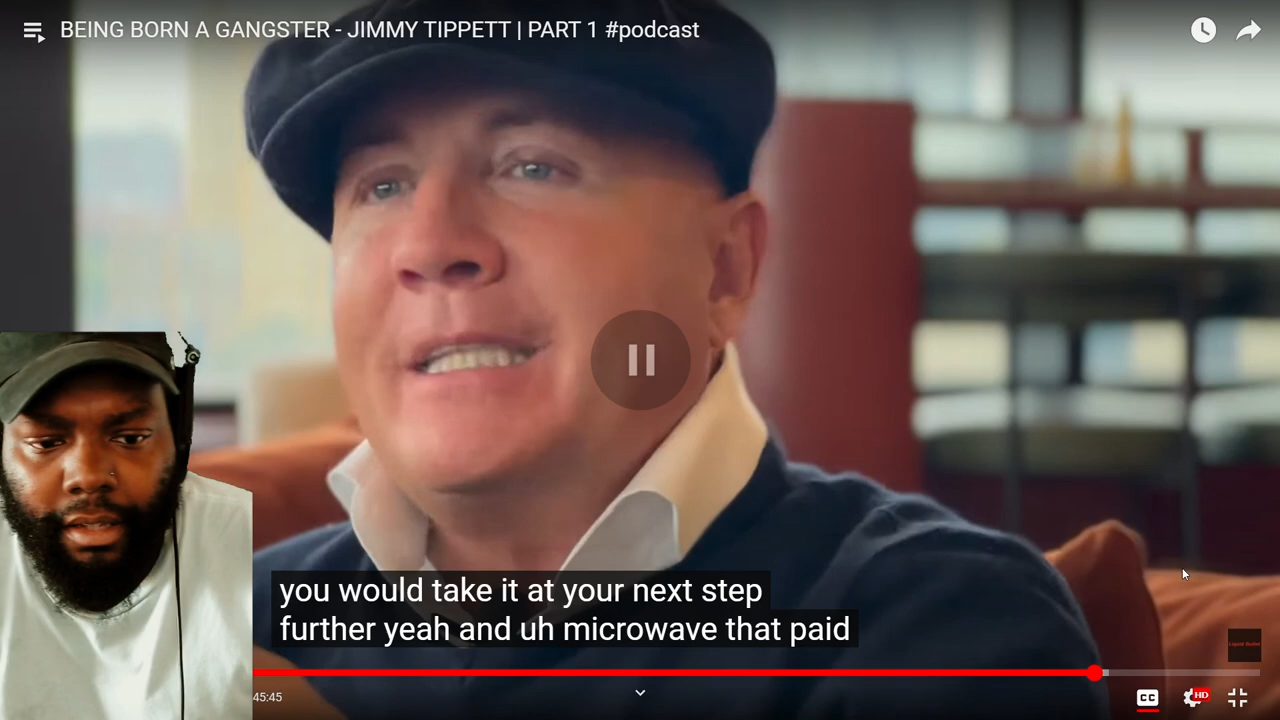 BEING BORN A GANGSTER - JIMMY TIPPETT | PART 1 #podcast
you would take it at your next step
further yeah and uh microwave that paid
45:45
CC
HD